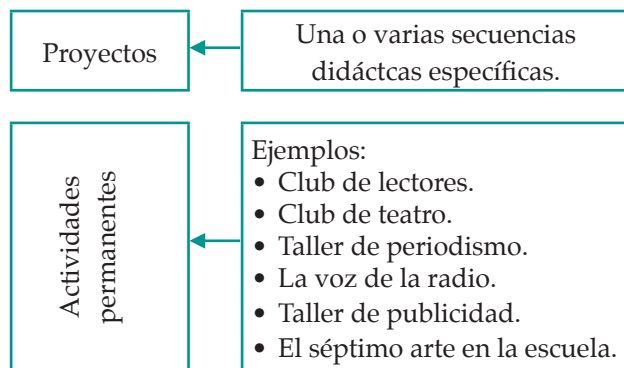 Proyectos
Una o varias secuencias
didáctcas específicas.
Actividades
permanentes
Ejemplos:
• Club de lectores.
• Club de teatro.
• Taller de periodismo.
• La voz de la radio.
• Taller de publicidad.
• El séptimo arte en la escuela.